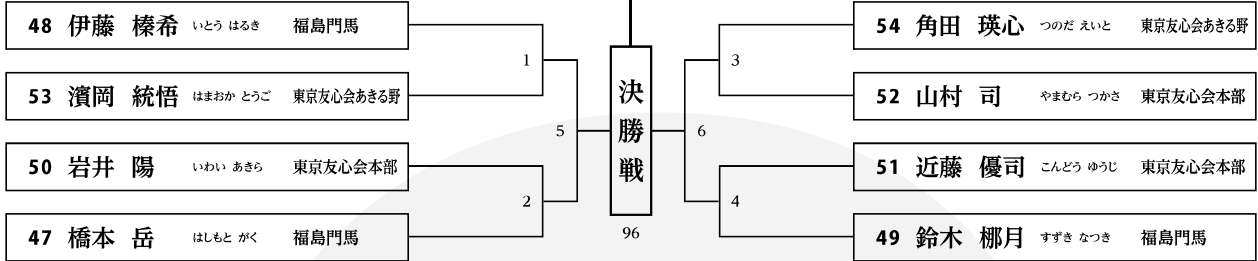 48 伊藤 榛希 いとう はるき 福島門馬
53 濱岡 統悟 はまおか とうご 東京友心会あきる野
50 岩井 陽 いわい あきら 東京友心会本部
47 橋本 岳 はしもと がく 福島門馬
1
5
2
決勝戦
96
3
6
4
54 角田 瑛心 つのだ えいと 東京友心会あきる野
52 山村 司 やまむら つかさ 東京友心会本部
51 近藤 優司 こんどう ゆうじ 東京友心会本部
49 鈴木 梛月 すずき なつき 福島門馬